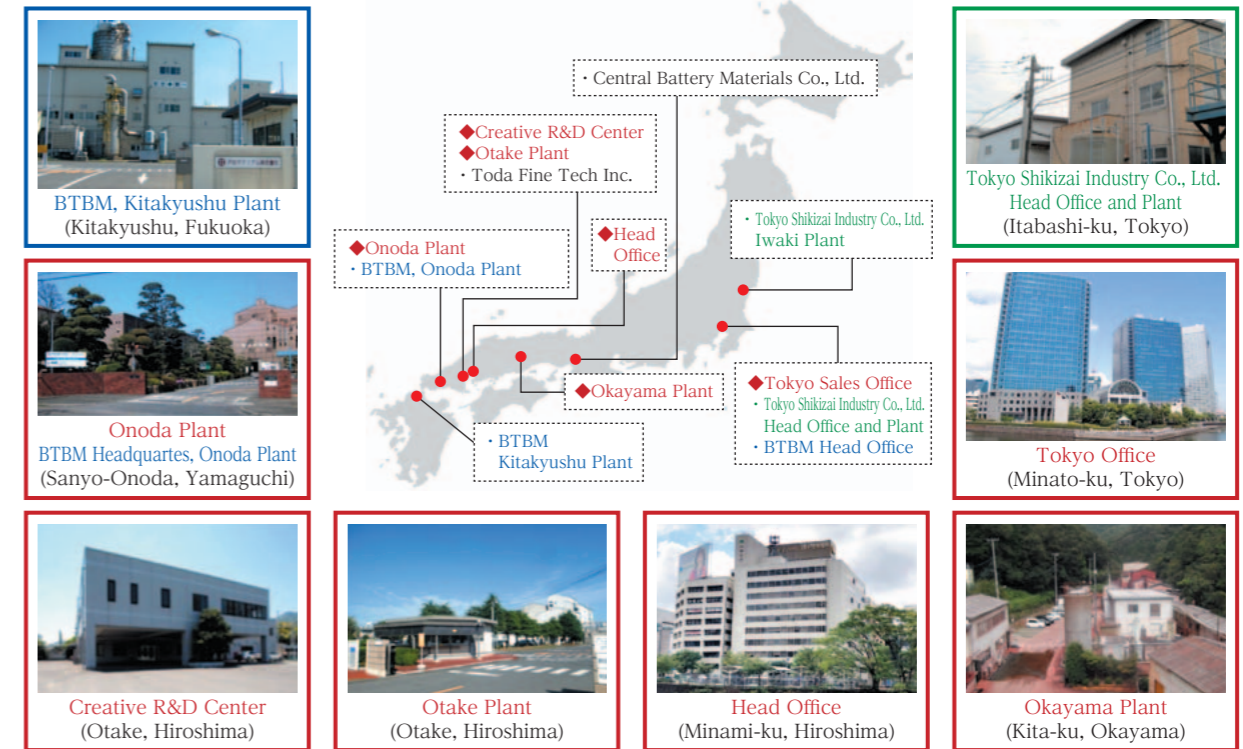 BTBM, Kitakyushu Plant
(Kitakyushu, Fukuoka)
Onoda Plant
BTBM Headquartes, Onoda Plant
(Sanyo-Onoda, Yamaguchi)
・Central Battery Materials Co., Ltd.
◆Creative R&D Center
◆Otake Plant
・Toda Fine Tech Inc.
◆Onoda Plant
・BTBM, Onoda Plant
◆Head
Office
・Tokyo Shikizai Industry Co., Ltd.
Iwaki Plant
◆Okayama Plant
・BTBM
Kitakyushu Plant
◆Tokyo Sales Office
・Tokyo Shikizai Industry Co., Ltd.
Head Office and Plant
・BTBM Head Office
Tokyo Shikizai Industry Co., Ltd.
Head Office and Plant
(Itabashi-ku, Tokyo)
Tokyo Office
(Minato-ku, Tokyo)
Creative R&D Center
(Otake, Hiroshima)
Otake Plant
(Otake, Hiroshima)
Head Office
(Minami-ku, Hiroshima)
Okayama Plant
(Kita-ku, Okayama)